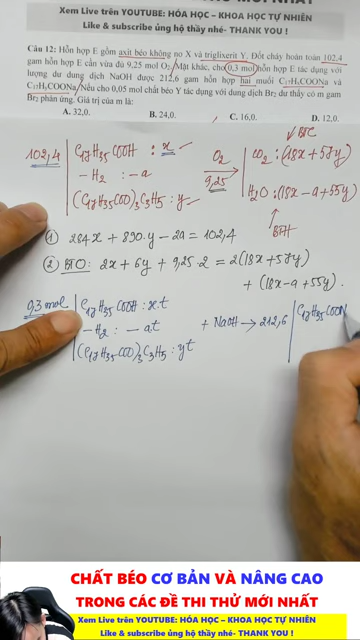 Xem Live trên YOUTUBE: HÓA HỌC – KHOA HỌC TỰ NHIÊN
Like & subscribe ủng hộ thầy nhé- THANK YOU !
Câu 12: Hỗn hợp E gồm axit béo không no X và triglixerit Y. Đốt cháy hoàn toàn 102,4
gam hỗn hợp E cần vừa đủ 9,25 mol O2. Mặt khác, cho 0,3 mol hỗn hợp E tác dụng với
lượng dư dung dịch NaOH được 212,6 gam hỗn hợp hai muối C17HxCOONa và
C17HyCOONa. Nếu cho 0,05 mol chất béo Y tác dụng với dung dịch Br2 dư thấy có m gam
Br2 phản ứng. Giá trị của m là:
A. 32,0. B. 24,0. C. 16,0. D. 12,0.
BTC
102,4 C17H35COOH : x O2 CO2 : (18x + 57y)
– H2 : – a 9,25
(C17H35COO)3C3H5 : y H2O : (18x – a + 55y)
BTH
① 284x + 890.y – 2a = 102,4
② BTO: 2x + 6y + 9,25.2 = 2(18x + 57y)
+ (18x – a + 55y).
0,3 mol C17H35COOH : xt
– H2 : – at + NaOH → 212,6 C17H35COON
(C17H35COO)3C3H5 : yt
CHẤT BÉO CƠ BẢN VÀ NÂNG CAO
TRONG CÁC ĐỀ THI THỬ MỚI NHẤT
Xem Live trên YOUTUBE: HÓA HỌC – KHOA HỌC TỰ NHIÊN
Like & subscribe ủng hộ thầy nhé- THANK YOU !